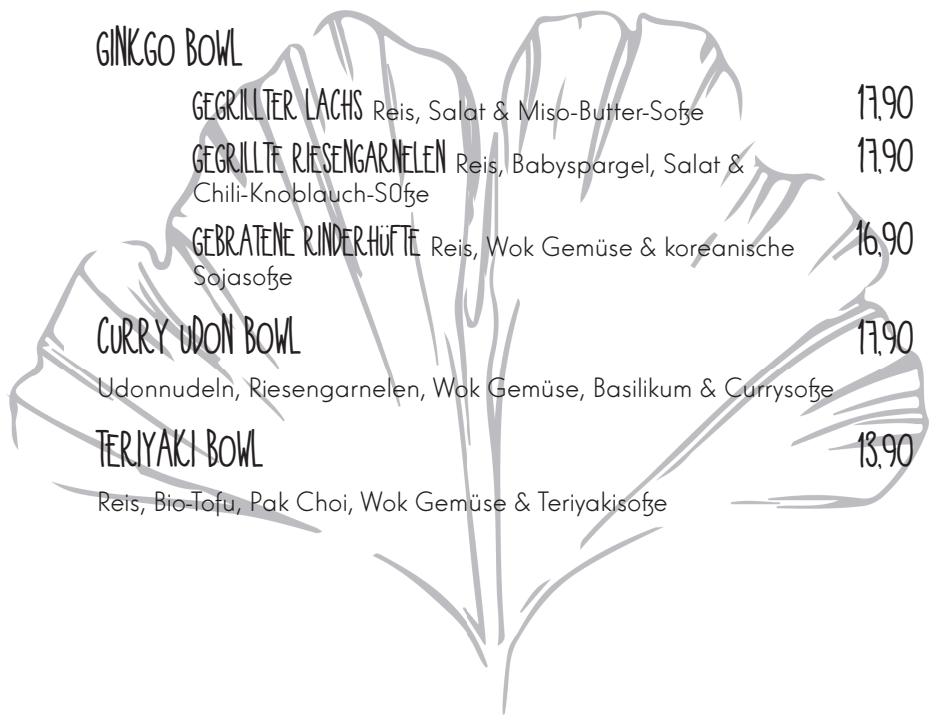 GINKGO BOWL
GEGRILLTER LACHS Reis, Salat & Miso-Butter-Soße 17,90
GEGRILLTE RIESENGARNELEN Reis, Babyspargel, Salat & 17,90
Chili-Knoblauch-S0ße
GEBRATENE RINDERHÜFTE Reis, Wok Gemüse & koreanische 16,90
Sojasoße
CURRY UDON BOWL 17,90
Udonnudeln, Riesengarnelen, Wok Gemüse, Basilikum & Currysoße
TERIYAKI BOWL 13,90
Reis, Bio-Tofu, Pak Choi, Wok Gemüse & Teriyakisoße